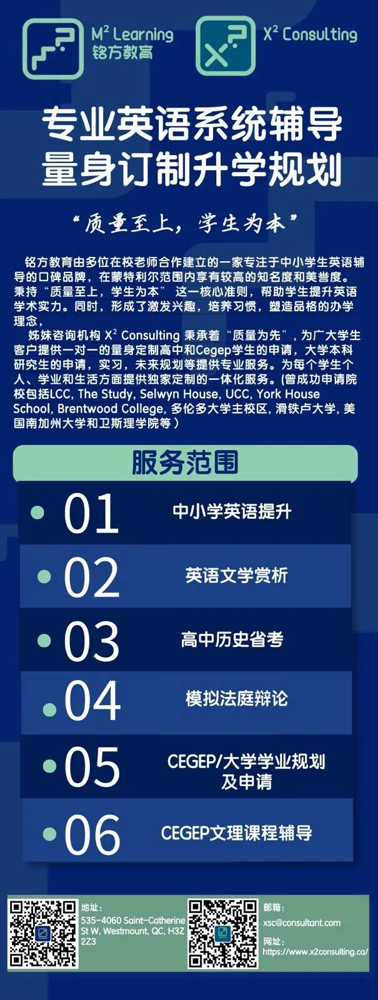 M² Learning
铭方教育
X² Consulting
专业英语系统辅导
量身订制升学规划
“质量至上，学生为本”
铭方教育由多位在校老师合作建立的一家专注于中小学生英语辅
导的口碑品牌，在蒙特利尔范围内享有较高的知名度和美誉度。
秉持“质量至上，学生为本” 这一核心准则，帮助学生提升英语
学术实力。同时，形成了激发兴趣，培养习惯，塑造品格的办学
理念，
姊妹咨询机构 X² Consulting 秉承着“质量为先”, 为广大学生
客户提供一对一的量身定制高中和Cegep学生的申请，大学本科
研究生的申请，实习，未来规划等提供专业服务。为每个学生个
人、学业和生活方面提供独家定制的一体化服务。(曾成功申请院
校包括LCC, The Study, Selwyn House, UCC, York House
School, Brentwood College, 多伦多大学主校区, 滑铁卢大学, 美
国南加州大学和卫斯理学院等）
服务范围
01
中小学英语提升
02
英语文学赏析
03
高中历史省考
04
模拟法庭辩论
05
CEGEP/大学学业规划
及申请
06
CEGEP文理课程辅导
地址：
535-4060 Saint-Catherine
St W, Westmount, QC, H3Z
2Z3
邮箱：
xsc@consultant.com
网址：
https://www.x2consulting.ca/